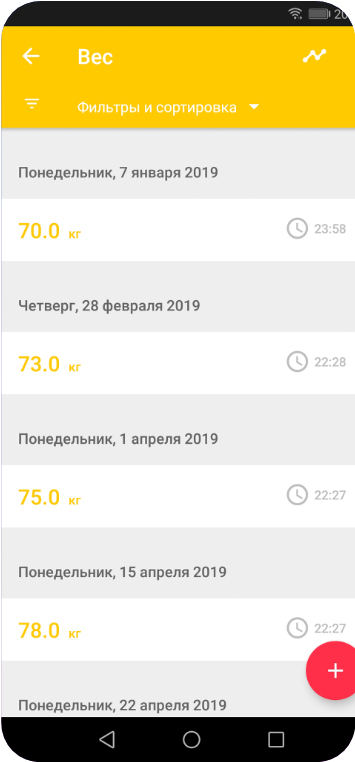 20
Вес
Фильтры и сортировка
Понедельник, 7 января 2019
70.0 кг 23:58
Четверг, 28 февраля 2019
73.0 кг 22:28
Понедельник, 1 апреля 2019
75.0 кг 22:27
Понедельник, 15 апреля 2019
78.0 кг 22:27
Понедельник, 22 апреля 2019